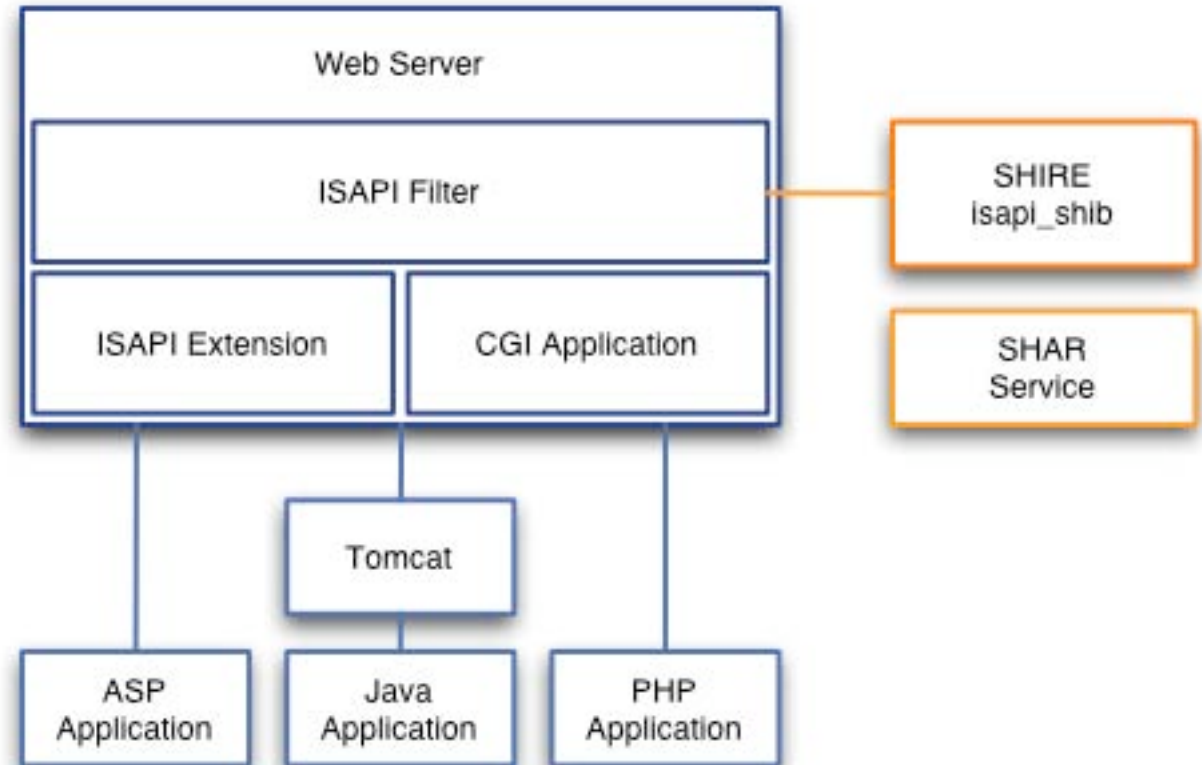 Web Server
ISAPI Filter
SHIRE
isapi_shib
ISAPI Extension
CGI Application
SHAR
Service
Tomcat
ASP
Application
Java
Application
PHP
Application